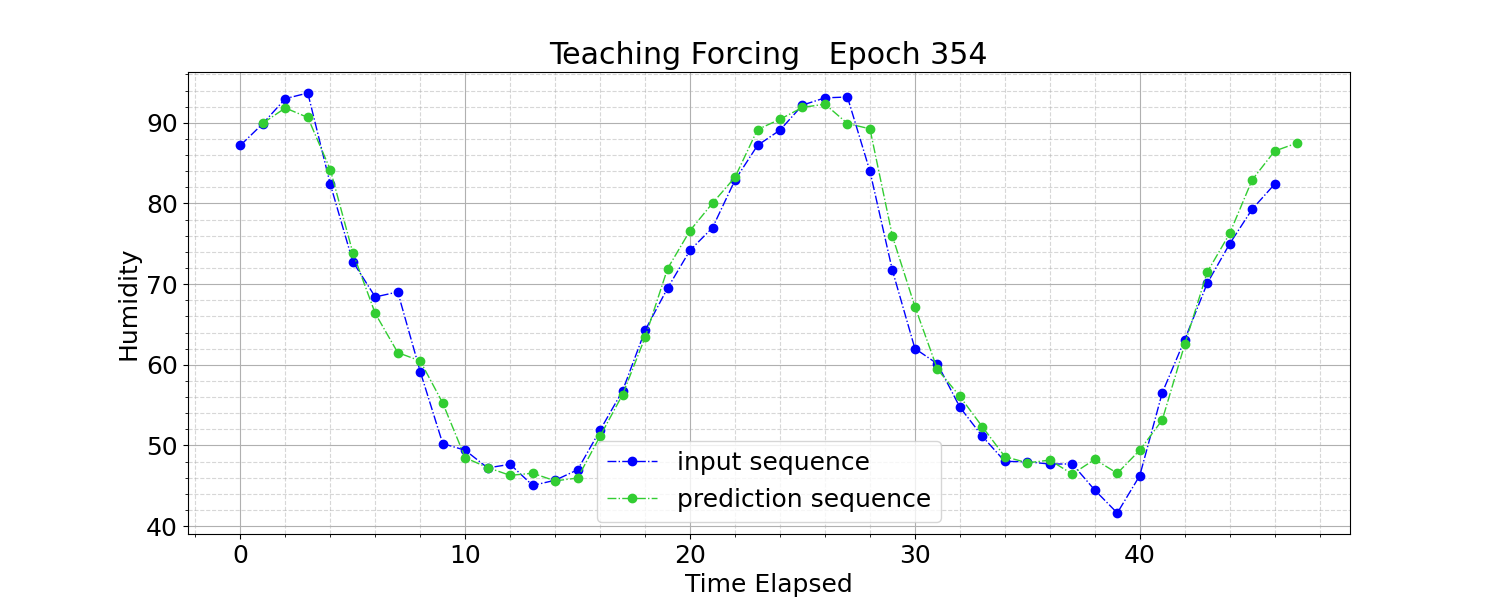 Teaching Forcing   Epoch 354
Humidity
90
80
70
60
50
40
input sequence
prediction sequence
0 10 20 30 40
Time Elapsed